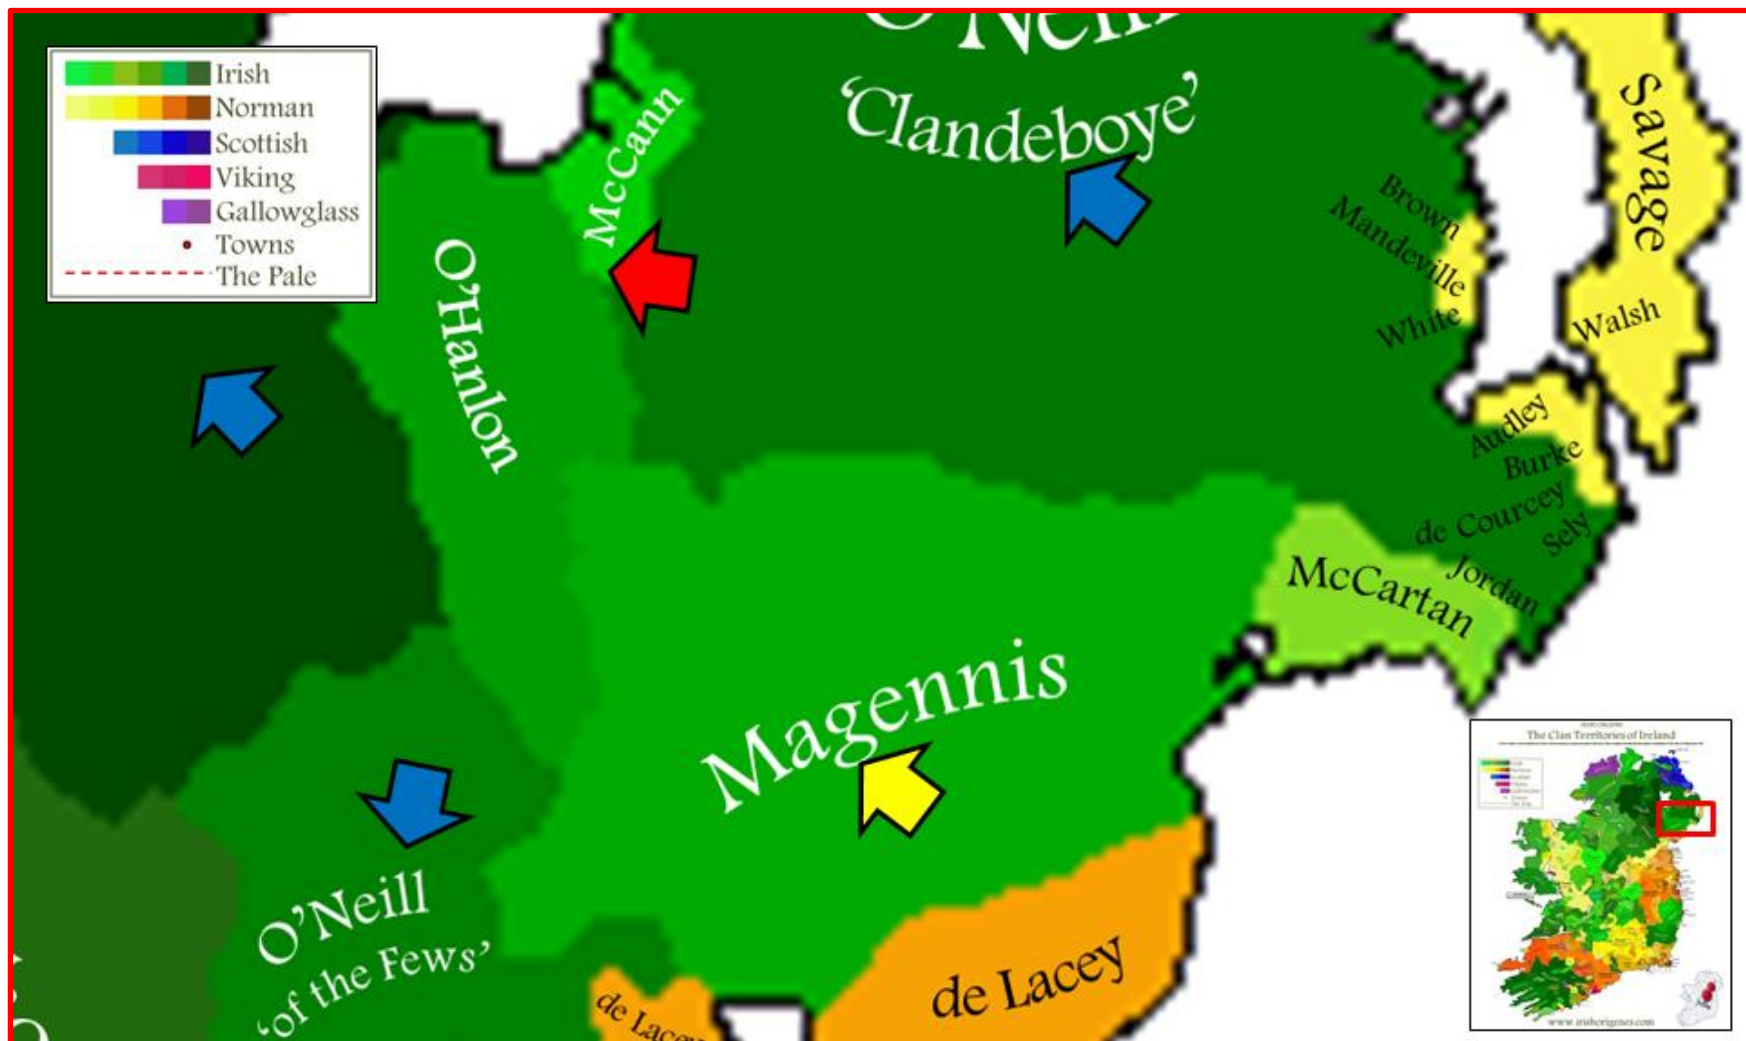 Irish
Norman
Scottish
Viking
Gallowglass
Towns
The Pale
O'Neill
'Clandeboye'
McCann
O'Hanlon
Savage
Brown
Mandeville
White
Walsh
Audley
Burke
de Courcey
Sely
Jordan
McCartan
Magennis
O'Neill
'of the Fews'
de Lacey
de Lacey
The Clan Territories of Ireland
www.irishorigenes.com